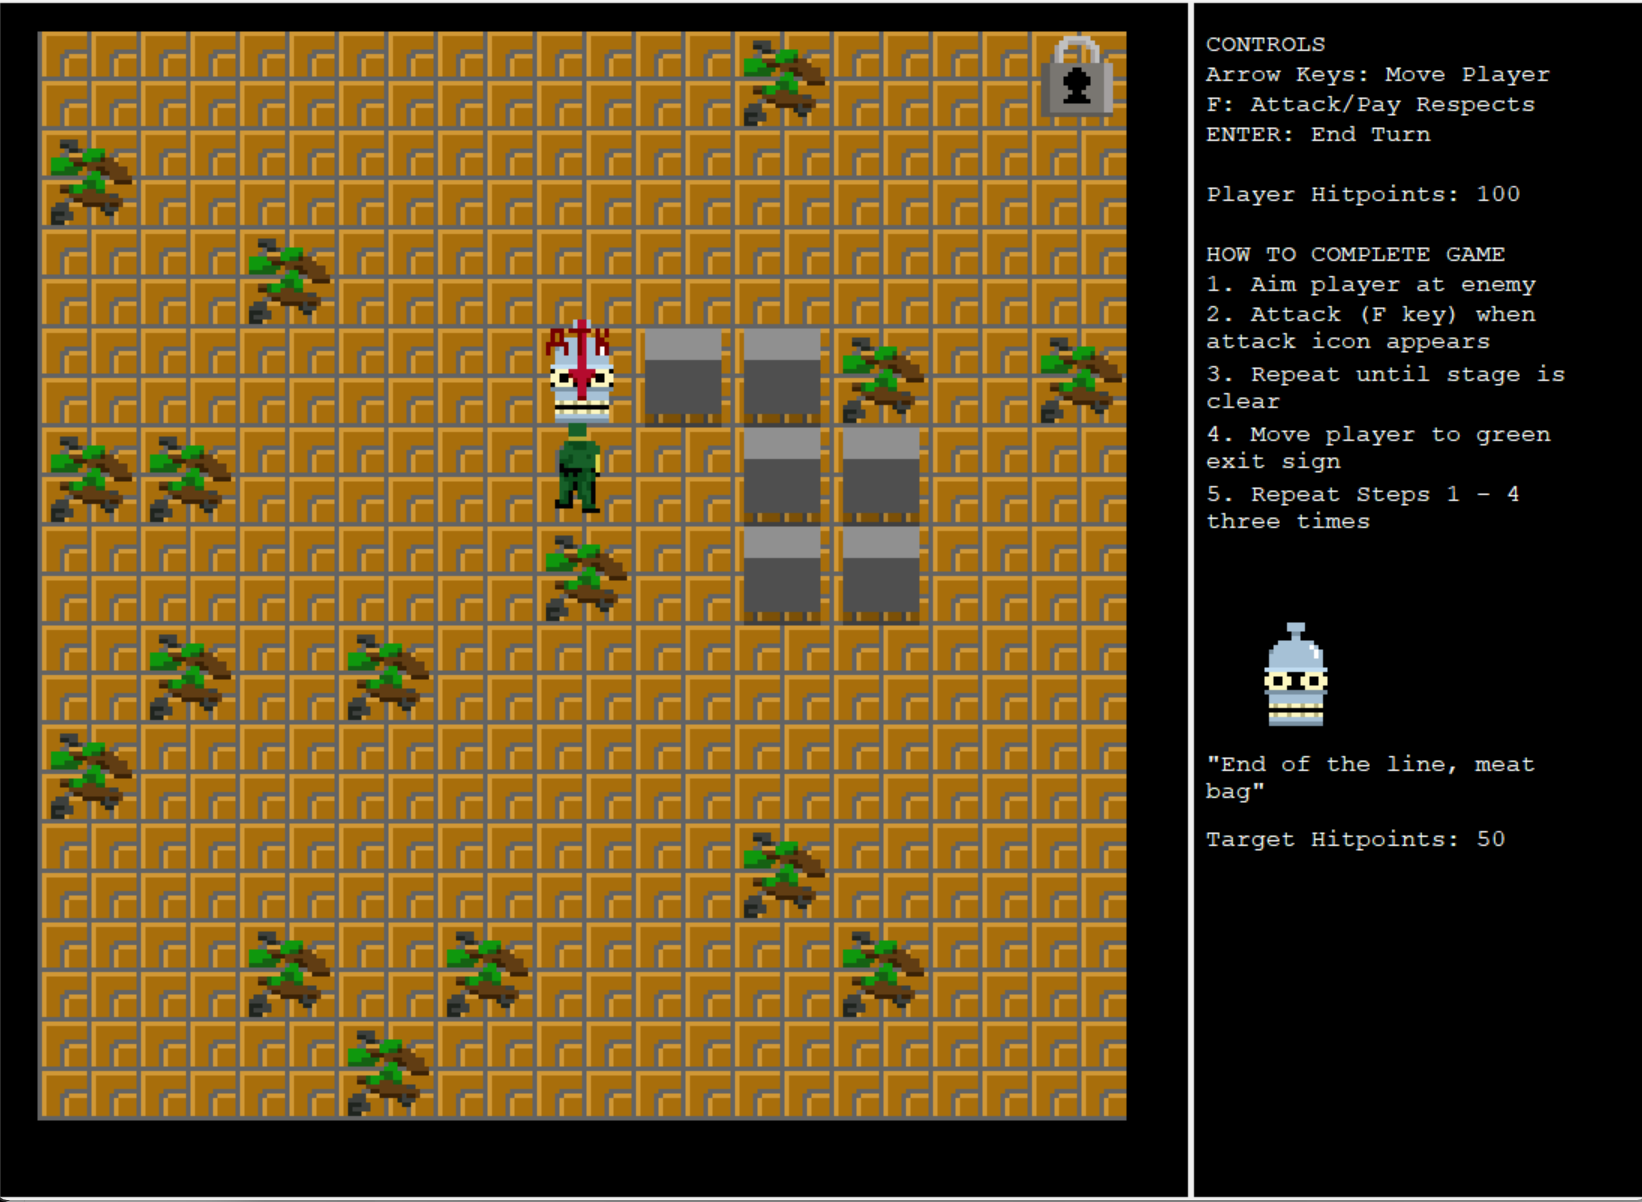 CONTROLS
Arrow Keys: Move Player
F: Attack/Pay Respects
ENTER: End Turn
Player Hitpoints: 100
HOW TO COMPLETE GAME
1. Aim player at enemy
2. Attack (F key) when
attack icon appears
3. Repeat until stage is
clear
4. Move player to green
exit sign
5. Repeat Steps 1 – 4
three times
"End of the line, meat
bag"
Target Hitpoints: 50